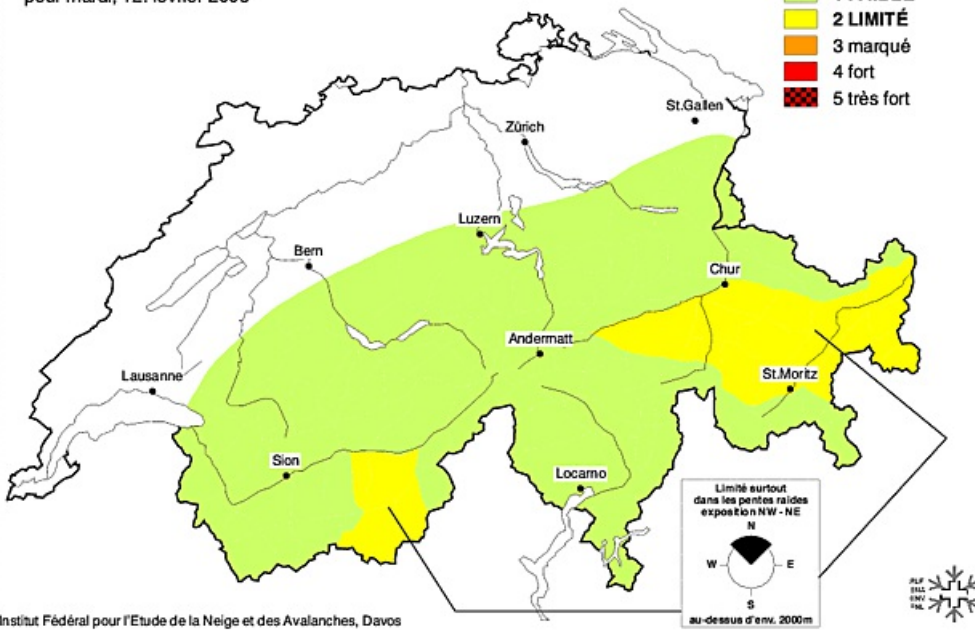 2 LIMITÉ
3 marqué
4 fort
5 très fort
St.Gallen
Zürich
Luzern
Bern
Chur
Andermatt
St.Moritz
Lausanne
Sion
Locarno
Limité surtout
dans les pentes raides
exposition NW - NE
N
W
E
S
au-dessus d'env. 2000m
SLF
ENA
Institut Fédéral pour l'Etude de la Neige et des Avalanches, Davos